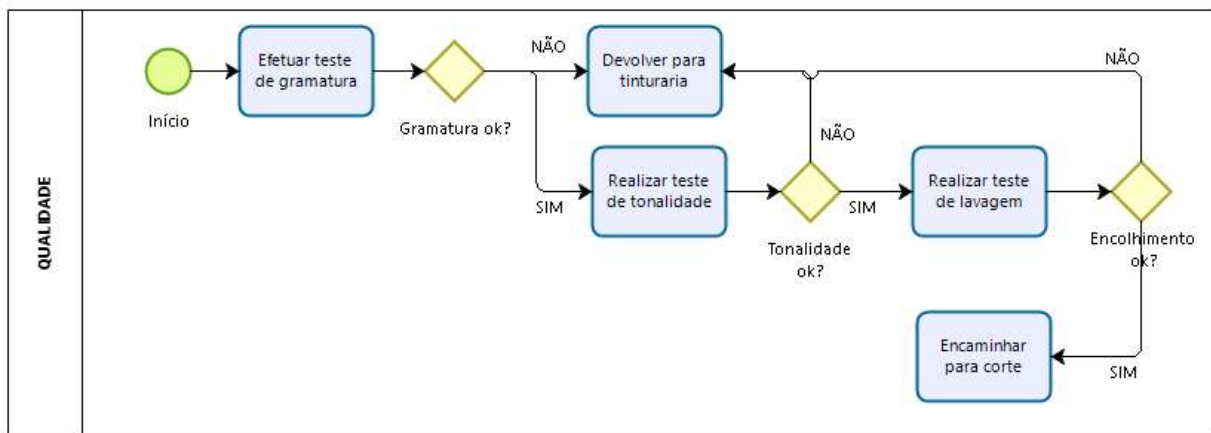 QUALIDADE
Início
Efetuar teste
de gramatura
Gramatura ok?
NÃO
Devolver para
tinturaria
SIM
Realizar teste
de tonalidade
Tonalidade
ok?
NÃO
SIM
Realizar teste
de lavagem
Encolhimento
ok?
NÃO
SIM
Encaminhar
para corte